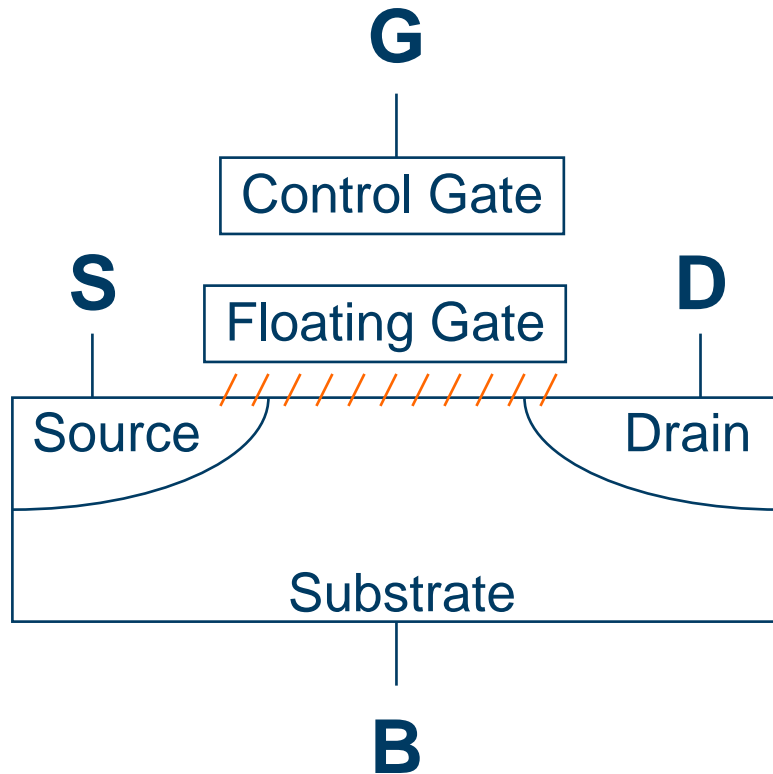 G
Control Gate
S
D
Floating Gate
Source
Drain
Substrate
B